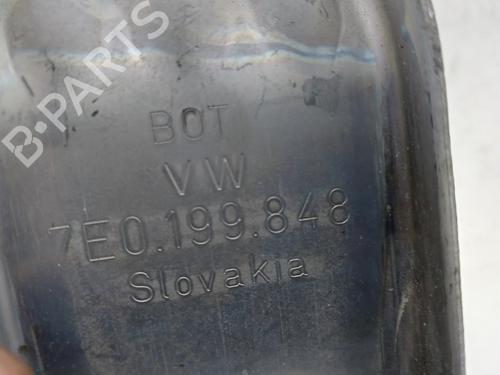 B-PARTS
BOT
VW
7E0.199.848
Slovakia